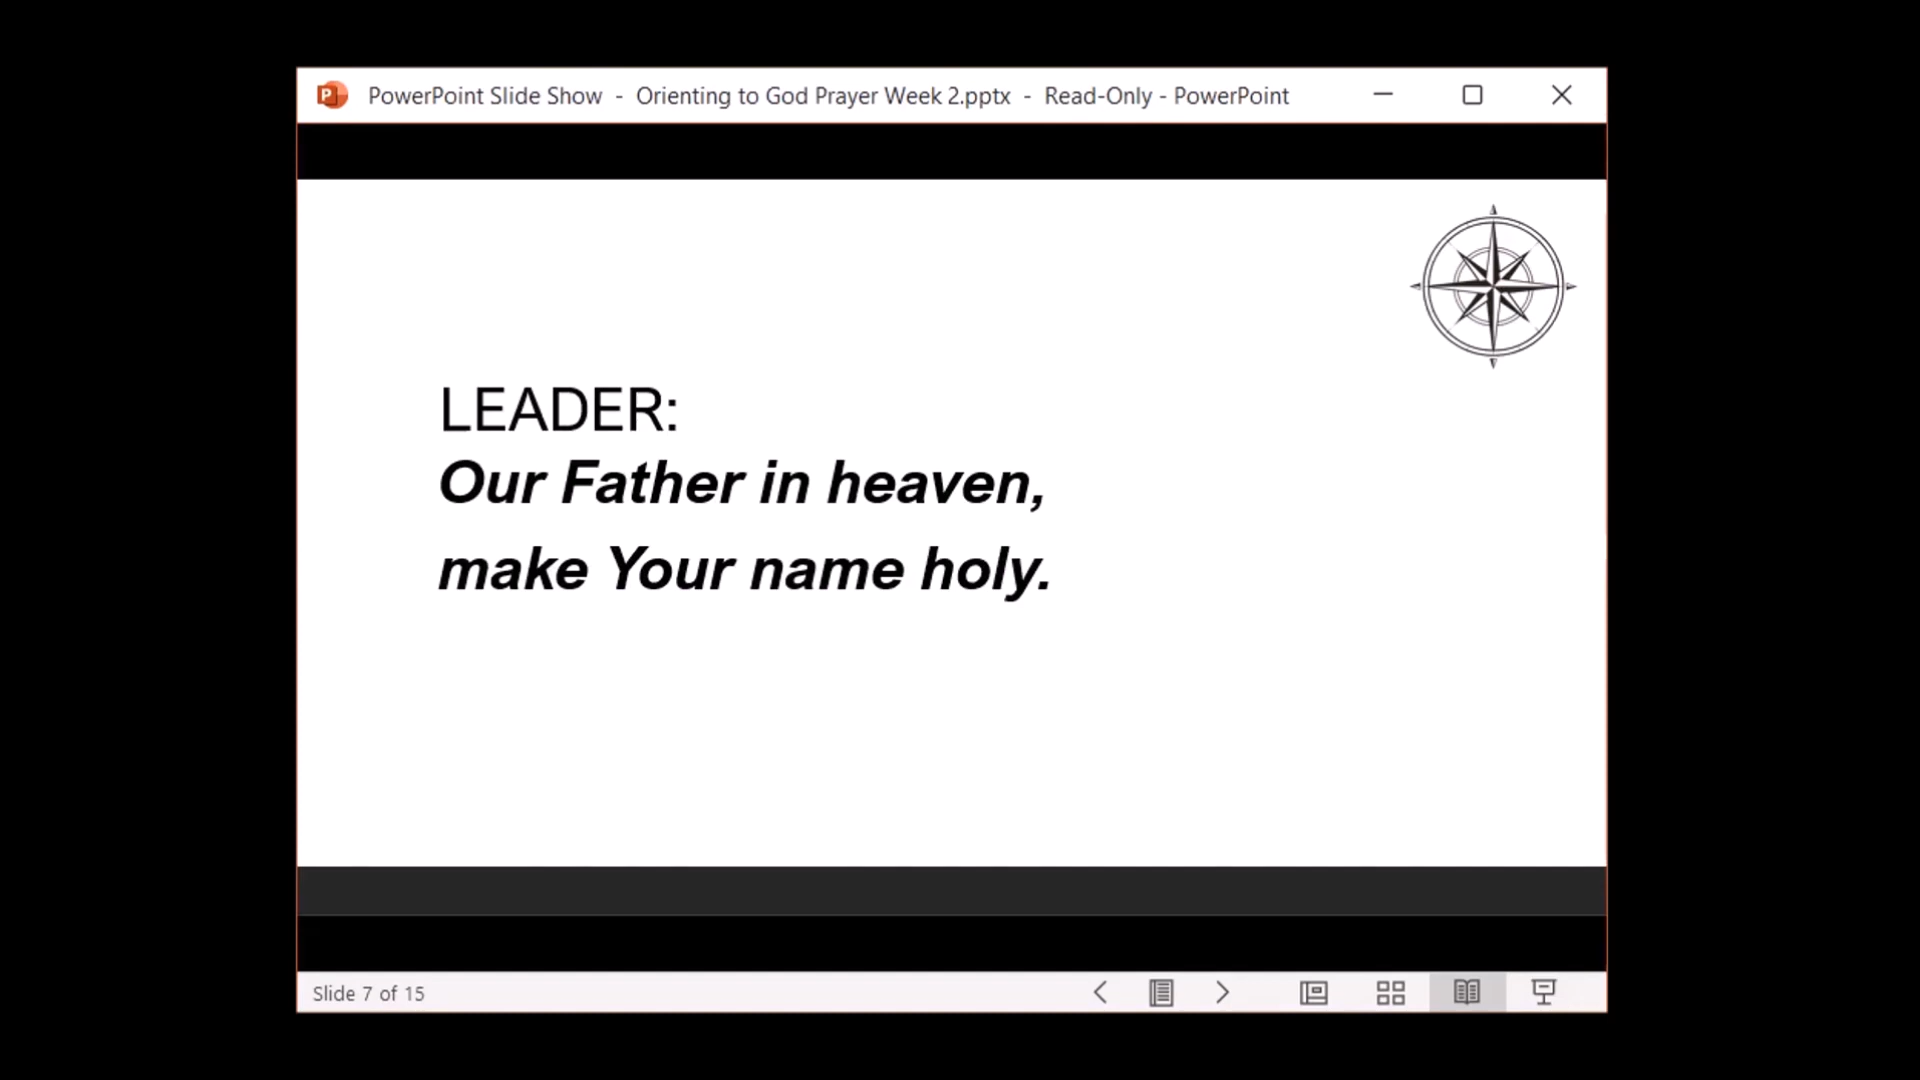 PowerPoint Slide Show - Orienting to God Prayer Week 2.pptx - Read-Only - PowerPoint
LEADER:
Our Father in heaven,
make Your name holy.
Slide 7 of 15